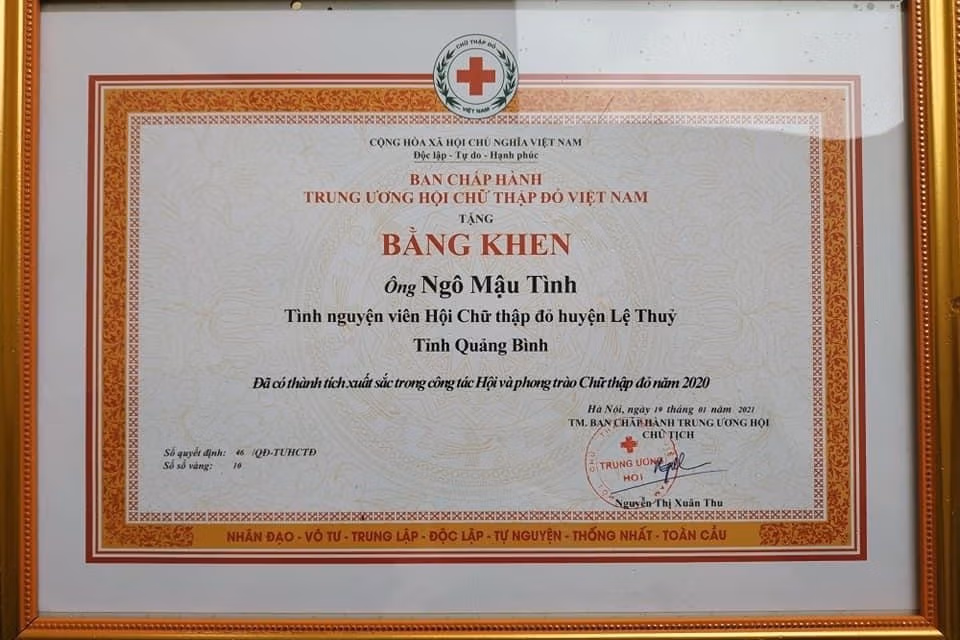 CHỮ THẬP ĐỎ
VIỆT NAM
CỘNG HÒA XÃ HỘI CHỦ NGHĨA VIỆT NAM
Độc lập - Tự do - Hạnh phúc
BAN CHẤP HÀNH
TRUNG ƯƠNG HỘI CHỮ THẬP ĐỎ VIỆT NAM
TẶNG
BẰNG KHEN
Ông Ngô Mậu Tình
Tình nguyện viên Hội Chữ thập đỏ huyện Lệ Thuỷ
Tỉnh Quảng Bình
Đã có thành tích xuất sắc trong công tác Hội và phong trào Chữ thập đỏ năm 2020
Hà Nội, ngày 19 tháng 01 năm 2021
TM. BAN CHẤP HÀNH TRUNG ƯƠNG HỘI
CHỦ TỊCH
Số quyết định: 46 /QĐ-TUHCTĐ
Số sổ vàng: 10
TRUNG ƯƠNG
HỘI
Nguyễn Thị Xuân Thu
NHÂN ĐẠO - VÔ TƯ - TRUNG LẬP - ĐỘC LẬP - TỰ NGUYỆN - THỐNG NHẤT - TOÀN CẦU